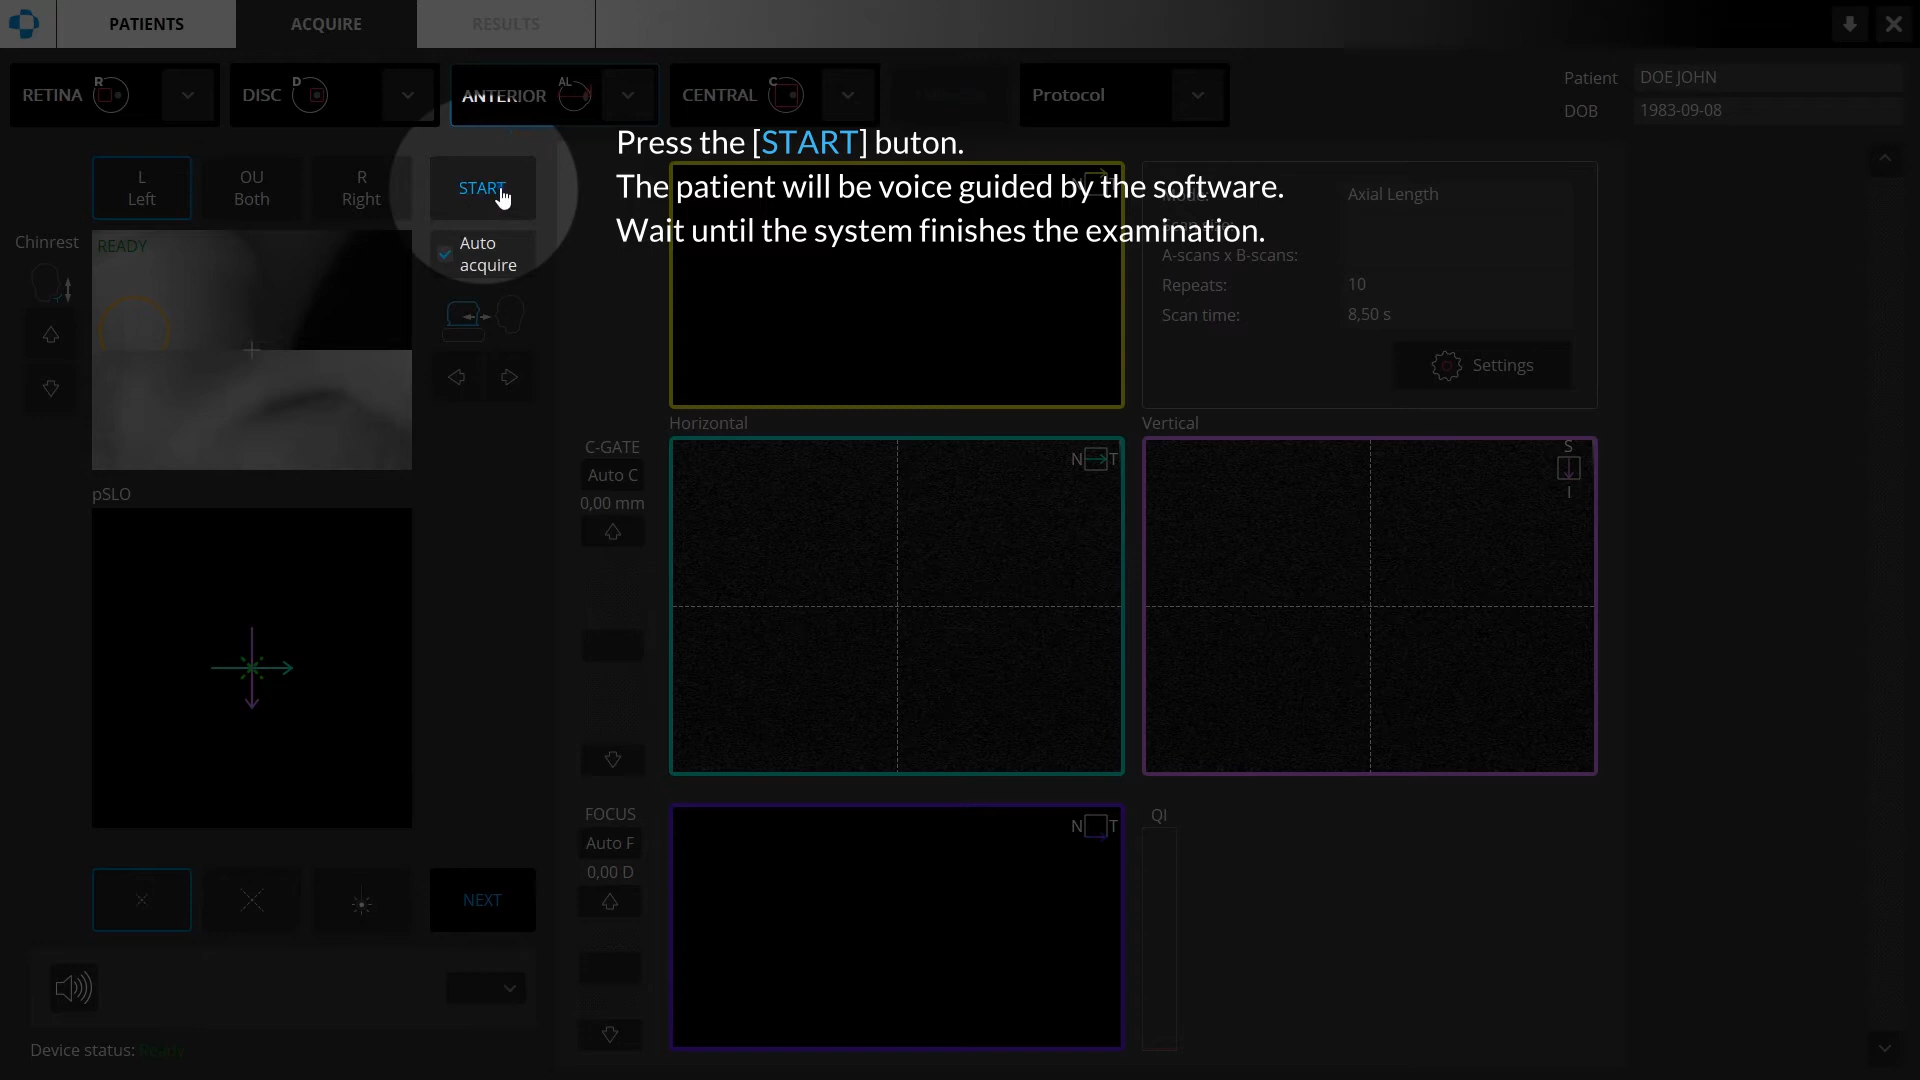 PATIENTS
ACQUIRE
RESULTS
RETINA
R
DISC
D
ANTERIOR
AL
CENTRAL
C
Protocol
Patient
DOE JOHN
DOB
1983-09-08
Press the [START] buton.
The patient will be voice guided by the software.
Wait until the system finishes the examination.
L
Left
OU
Both
R
Right
START
Auto
acquire
Chinrest
READY
Axial Length
A-scans x B-scans:
Repeats:
10
Scan time:
8,50 s
Settings
Horizontal
Vertical
C-GATE
Auto C
0,00 mm
N
T
S
I
pSLO
FOCUS
Auto F
0,00 D
N
T
QI
NEXT
Device status: Ready